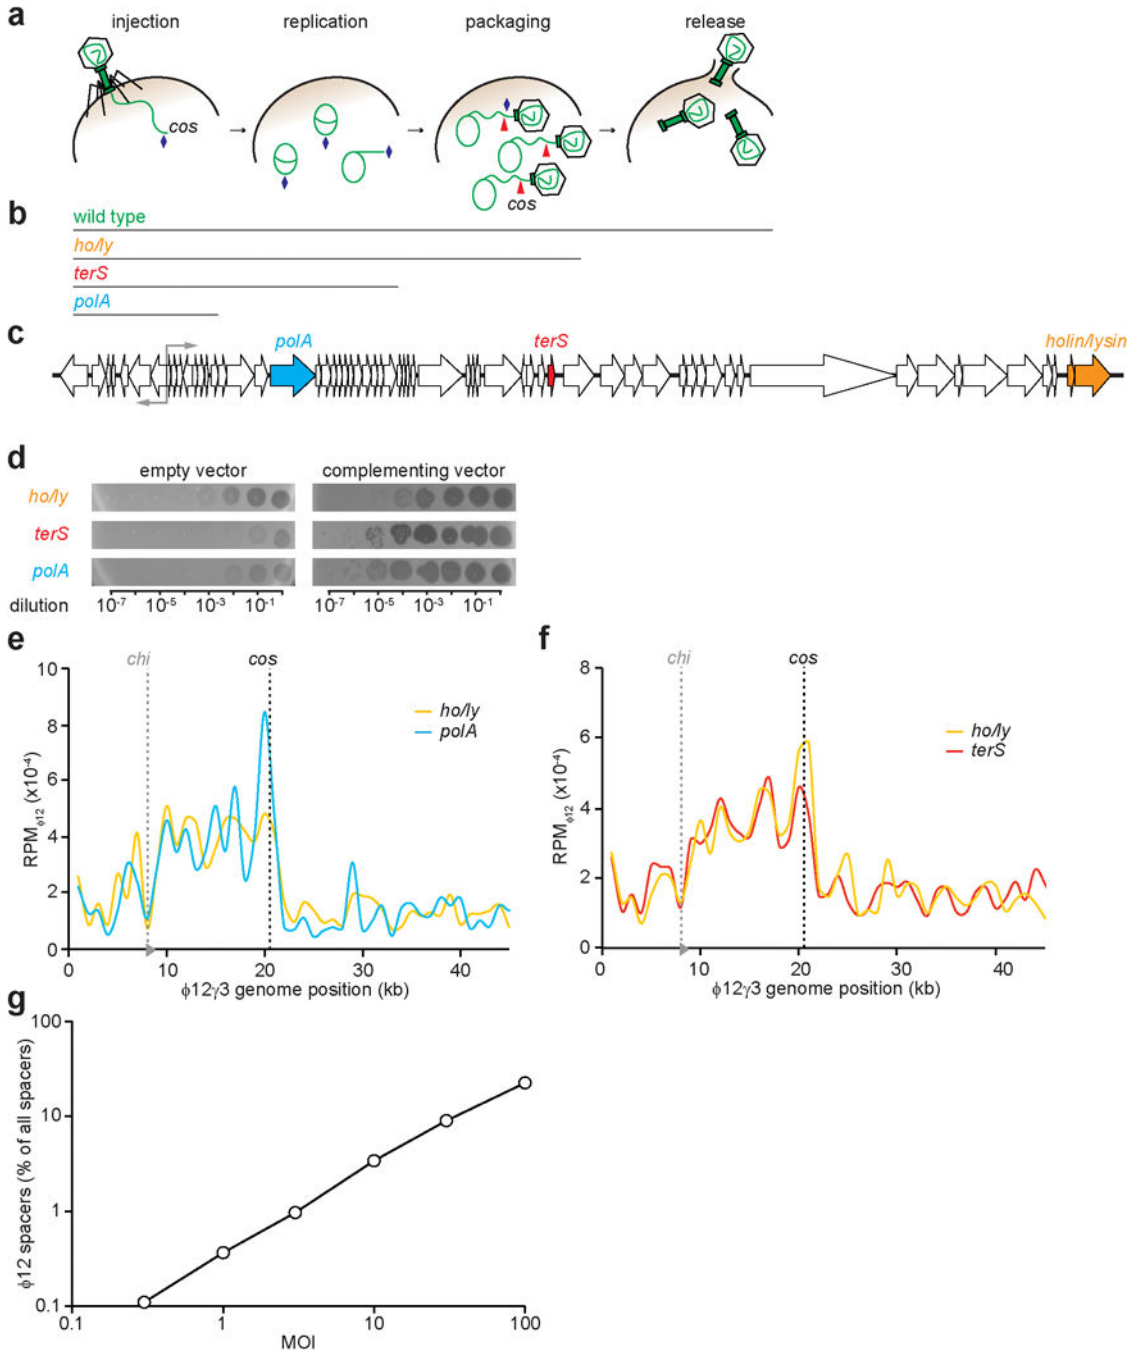 a
injection replication packaging release
cos
cos
b
wild type
ho/ly
terS
polA
c
polA terS holin/lysin
d
empty vector complementing vector
ho/ly
terS
polA
dilution 10-7 10-5 10-3 10-1 10-7 10-5 10-3 10-1
e
chi cos
10
8
6
4
2
0
RPMϕ12 (x10-4)
ho/ly
polA
0 10 20 30 40
ϕ12γ3 genome position (kb)
f
chi cos
8
6
4
2
0
RPMϕ12 (x10-4)
ho/ly
terS
0 10 20 30 40
ϕ12γ3 genome position (kb)
g
100
10
1
0.1
ϕ12 spacers (% of all spacers)
0.1 1 10 100
MOI